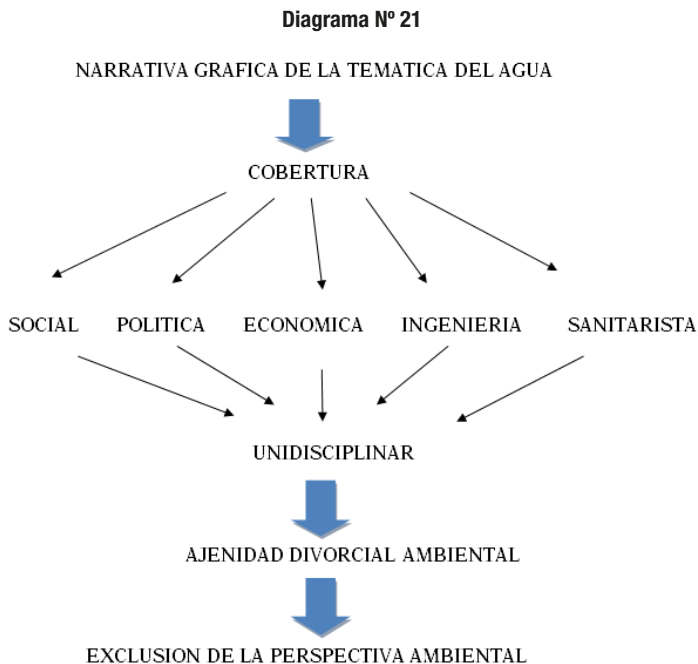 Diagrama Nº 21
NARRATIVA GRAFICA DE LA TEMATICA DEL AGUA
COBERTURA
SOCIAL POLITICA ECONOMICA INGENIERIA SANITARISTA
UNIDISCIPLINAR
AJENIDAD DIVORCIAL AMBIENTAL
EXCLUSION DE LA PERSPECTIVA AMBIENTAL